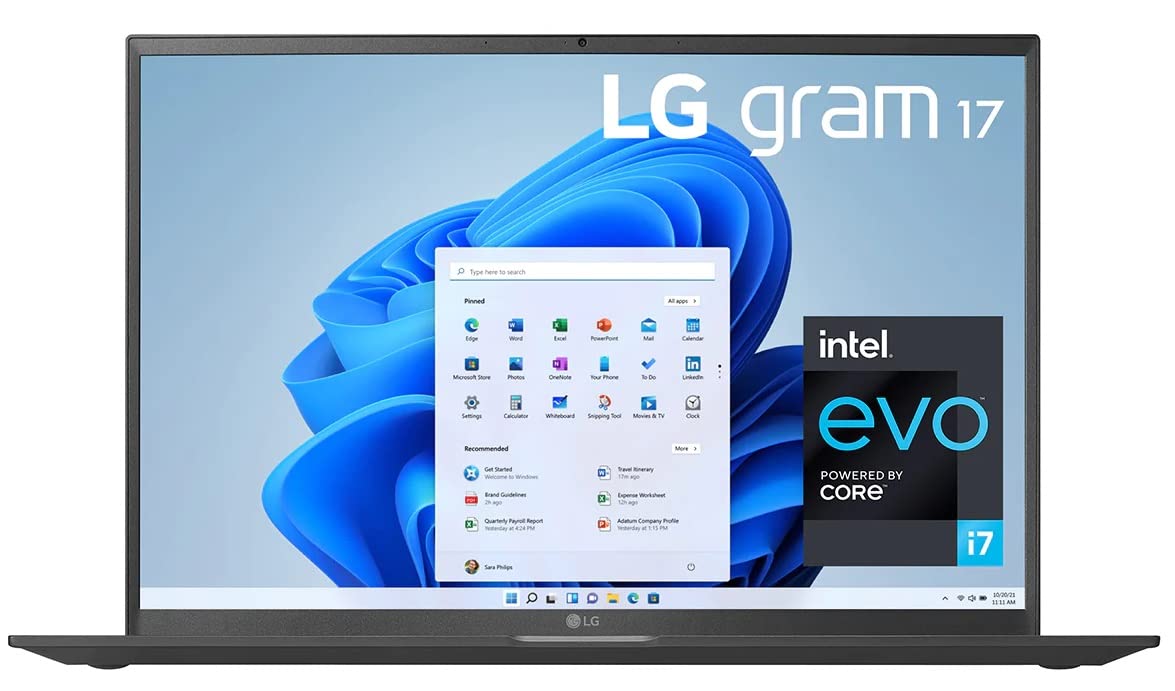 LG gram 17
Type here to search
Pinned
All apps >
Edge Word Excel PowerPoint Mail Calendar
Microsoft Store Photos OneNote Your Phone To Do LinkedIn
Settings Calculator Whiteboard Snipping Tool Movies & TV Clock
Recommended
More >
Get Started
Welcome to Windows
Travel Itinerary
17m ago
Brand Guidelines
2h ago
Expense Worksheet
12h ago
Quarterly Payroll Report
Yesterday at 4:24 PM
Adatum Company Profile
Yesterday at 1:15 PM
Sara Philips
intel.
evo™
POWERED BY
CORE™
i7
10/20/21
11:11 AM
LG